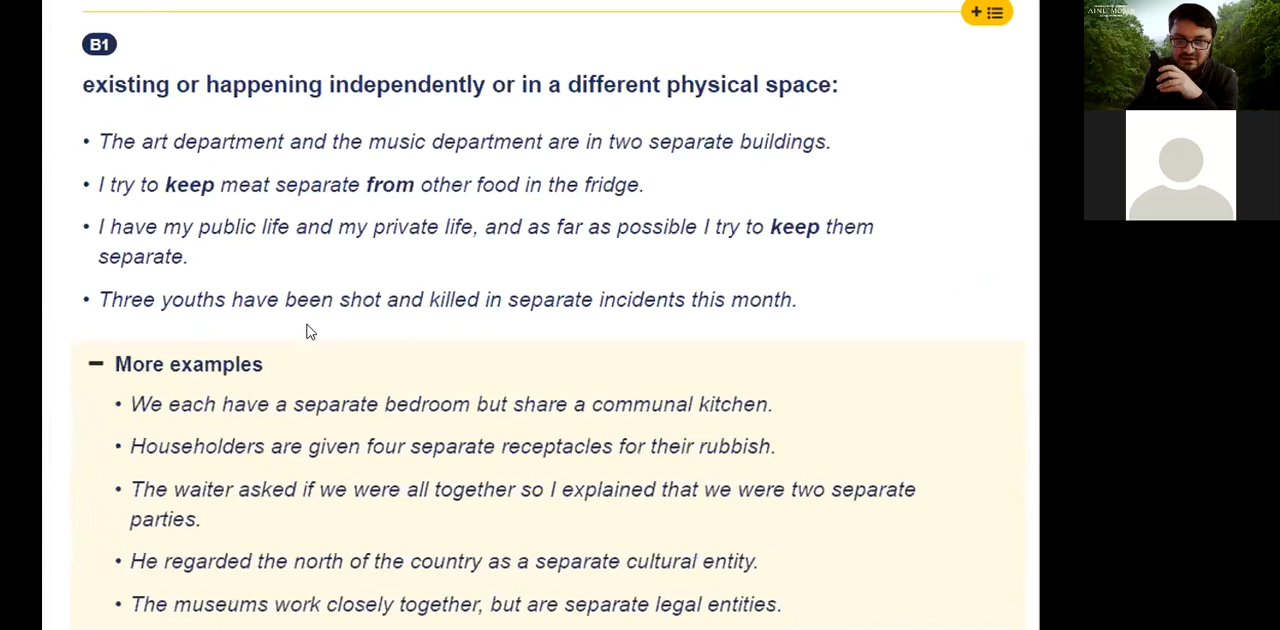 B1
existing or happening independently or in a different physical space:
• The art department and the music department are in two separate buildings.
• I try to keep meat separate from other food in the fridge.
• I have my public life and my private life, and as far as possible I try to keep them
separate.
• Three youths have been shot and killed in separate incidents this month.
More examples
• We each have a separate bedroom but share a communal kitchen.
• Householders are given four separate receptacles for their rubbish.
• The waiter asked if we were all together so I explained that we were two separate
parties.
• He regarded the north of the country as a separate cultural entity.
• The museums work closely together, but are separate legal entities.